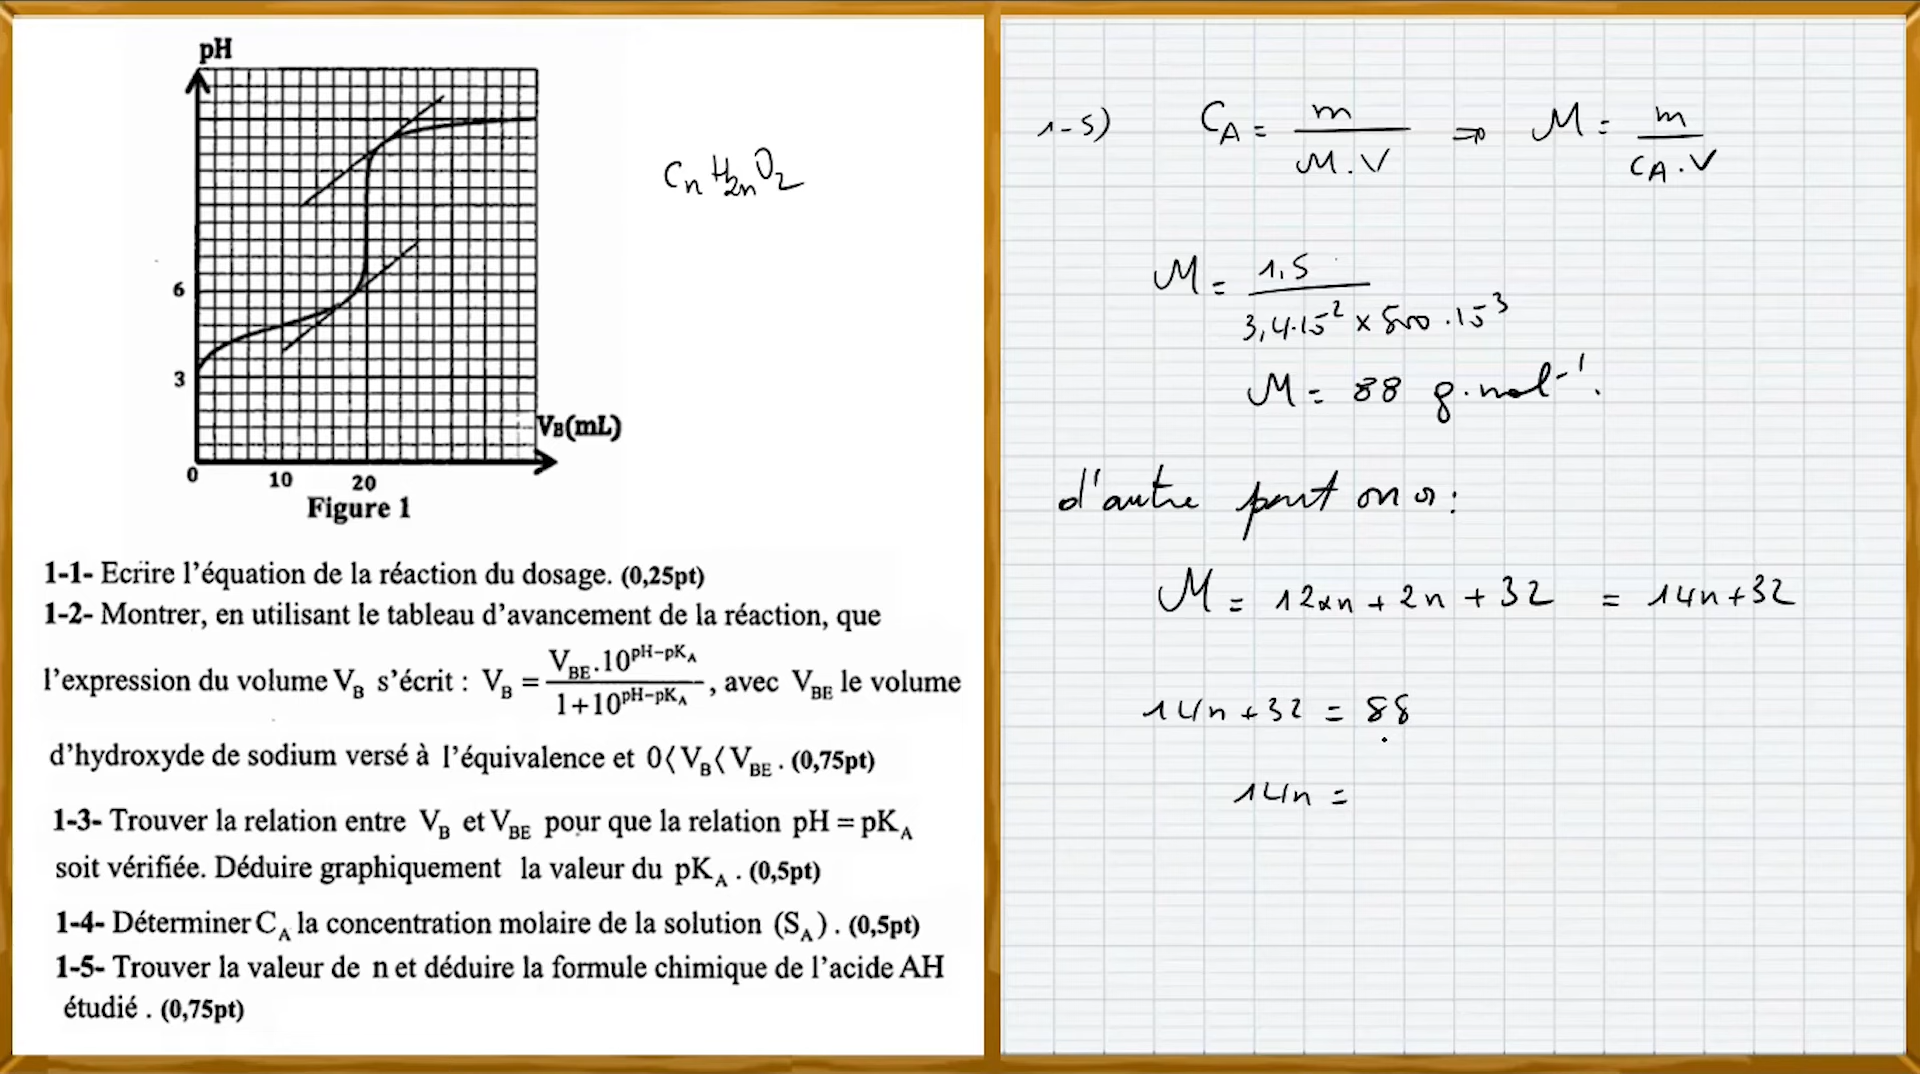 pH
6
3
V_B(mL)
0 10 20
Figure 1
C_nH_2nO_2
1-1- Ecrire l'équation de la réaction du dosage. (0,25pt)
1-2- Montrer, en utilisant le tableau d'avancement de la réaction, que
l'expression du volume V_B s'écrit : V_B = V_BE.10^(pH-pK_A) / 1+10^(pH-pK_A) , avec V_BE le volume
d'hydroxyde de sodium versé à l'équivalence et 0⟨V_B⟨V_BE . (0,75pt)
1-3- Trouver la relation entre V_B et V_BE pour que la relation pH = pK_A
soit vérifiée. Déduire graphiquement la valeur du pK_A . (0,5pt)
1-4- Déterminer C_A la concentration molaire de la solution (S_A) . (0,5pt)
1-5- Trouver la valeur de n et déduire la formule chimique de l'acide AH
étudié . (0,75pt)
1-5) C_A = m / M.V ⇒ M = m / C_A.V
M = 1,5 / 3,4.10^-2 × 500.10^-3
M = 88 g.mol^-1.
d'autre part on a :
M = 12×n + 2n + 32 = 14n+32
14n + 32 = 88
14n =